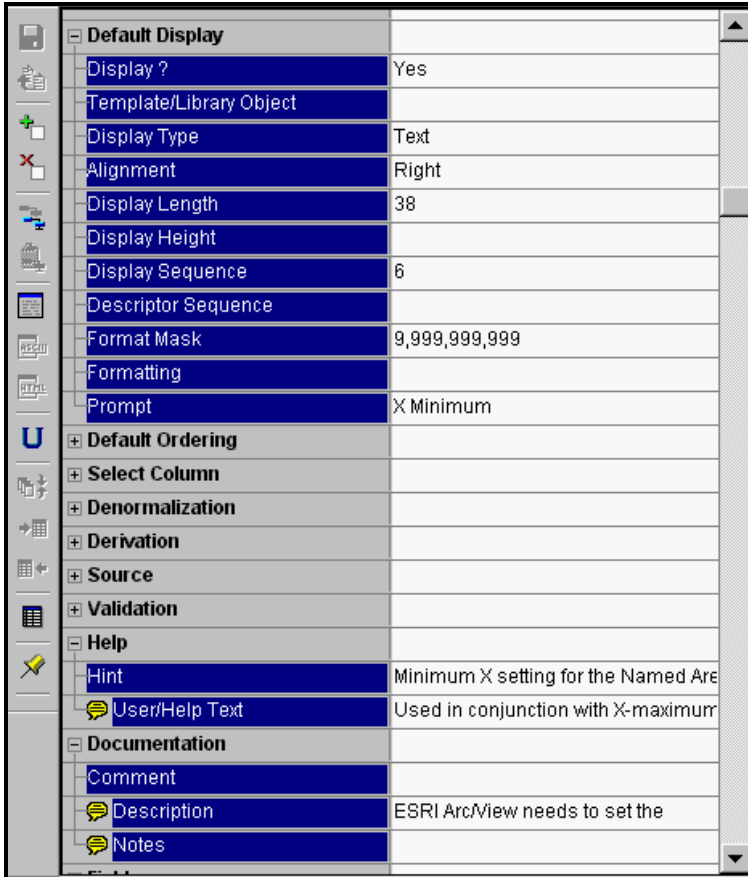 Default Display
Display ? Yes
Template/Library Object
Display Type Text
Alignment Right
Display Length 38
Display Height
Display Sequence 6
Descriptor Sequence
Format Mask 9,999,999,999
Formatting
Prompt X Minimum
Default Ordering
Select Column
Denormalization
Derivation
Source
Validation
Help
Hint Minimum X setting for the Named Are
User/Help Text Used in conjunction with X-maximum
Documentation
Comment
Description ESRI Arc/View needs to set the
Notes
ASCII
HTML
U